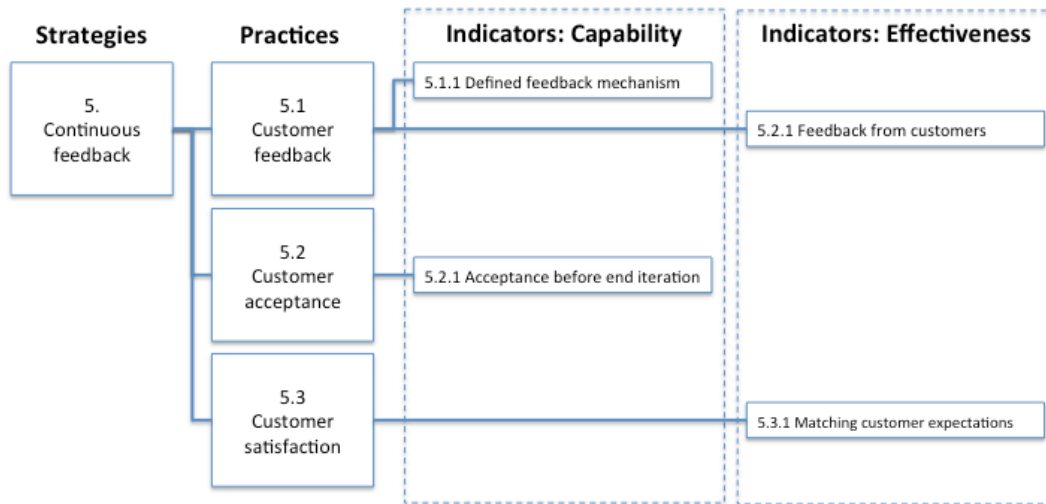 Strategies
Practices
Indicators: Capability
Indicators: Effectiveness
5.
Continuous
feedback
5.1
Customer
feedback
5.1.1 Defined feedback mechanism
5.2.1 Feedback from customers
5.2
Customer
acceptance
5.2.1 Acceptance before end iteration
5.3
Customer
satisfaction
5.3.1 Matching customer expectations